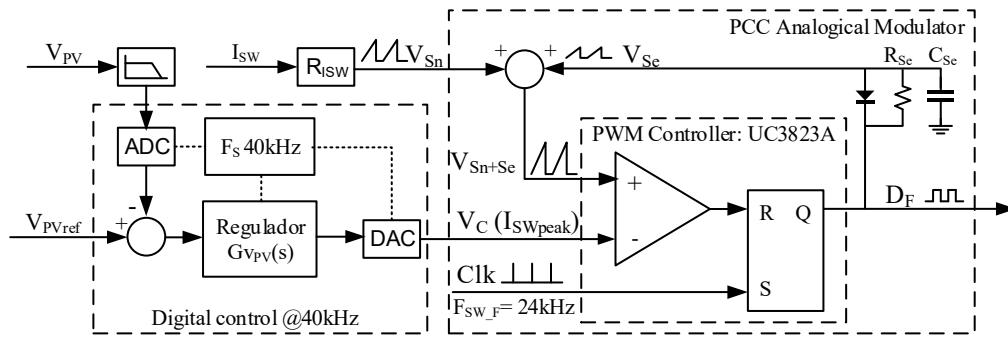 PCC Analogical Modulator
V_PV
I_SW
R_ISW
V_Sn
+
+
V_Se
R_Se
C_Se
ADC
F_S 40kHz
V_Sn+Se
PWM Controller: UC3823A
+
-
R
Q
S
D_F
-
+
V_PVref
Regulador
Gv_PV(s)
DAC
V_C (I_SWpeak)
Clk
F_SW_F= 24kHz
Digital control @40kHz